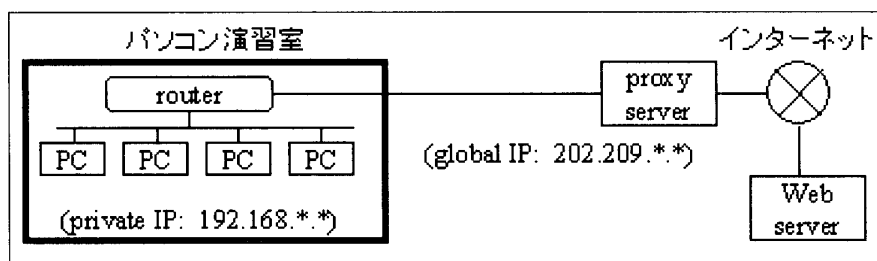 パソコン演習室
インターネット
router
proxy
server
PC PC PC PC
(global IP: 202.209.*.*)
Web
server
(private IP: 192.168.*.*)